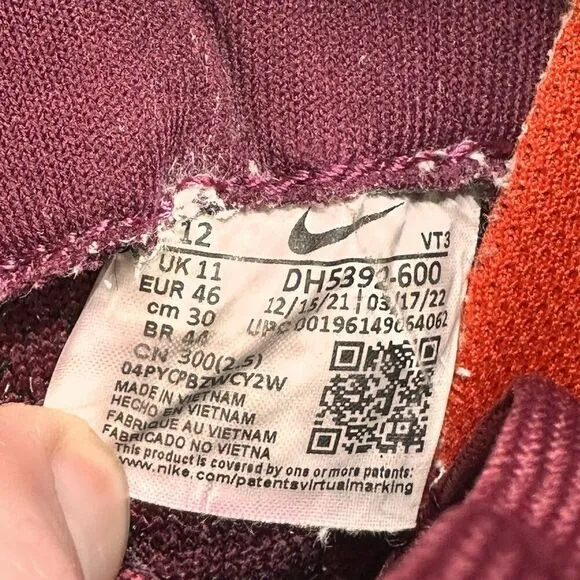 12 VT3
UK 11 DH5392-600
EUR 46 12/15/21 | 03/17/22
cm 30 UPC 00196149664062
BR 44
CN 300(2.5)
04PYCPBZWCY2W
MADE IN VIETNAM
HECHO EN VIETNAM
FABRIQUE AU VIETNAM
FABRICADO NO VIETNA
This product is covered by one or more patents:
www.nike.com/patentsvirtualmarking